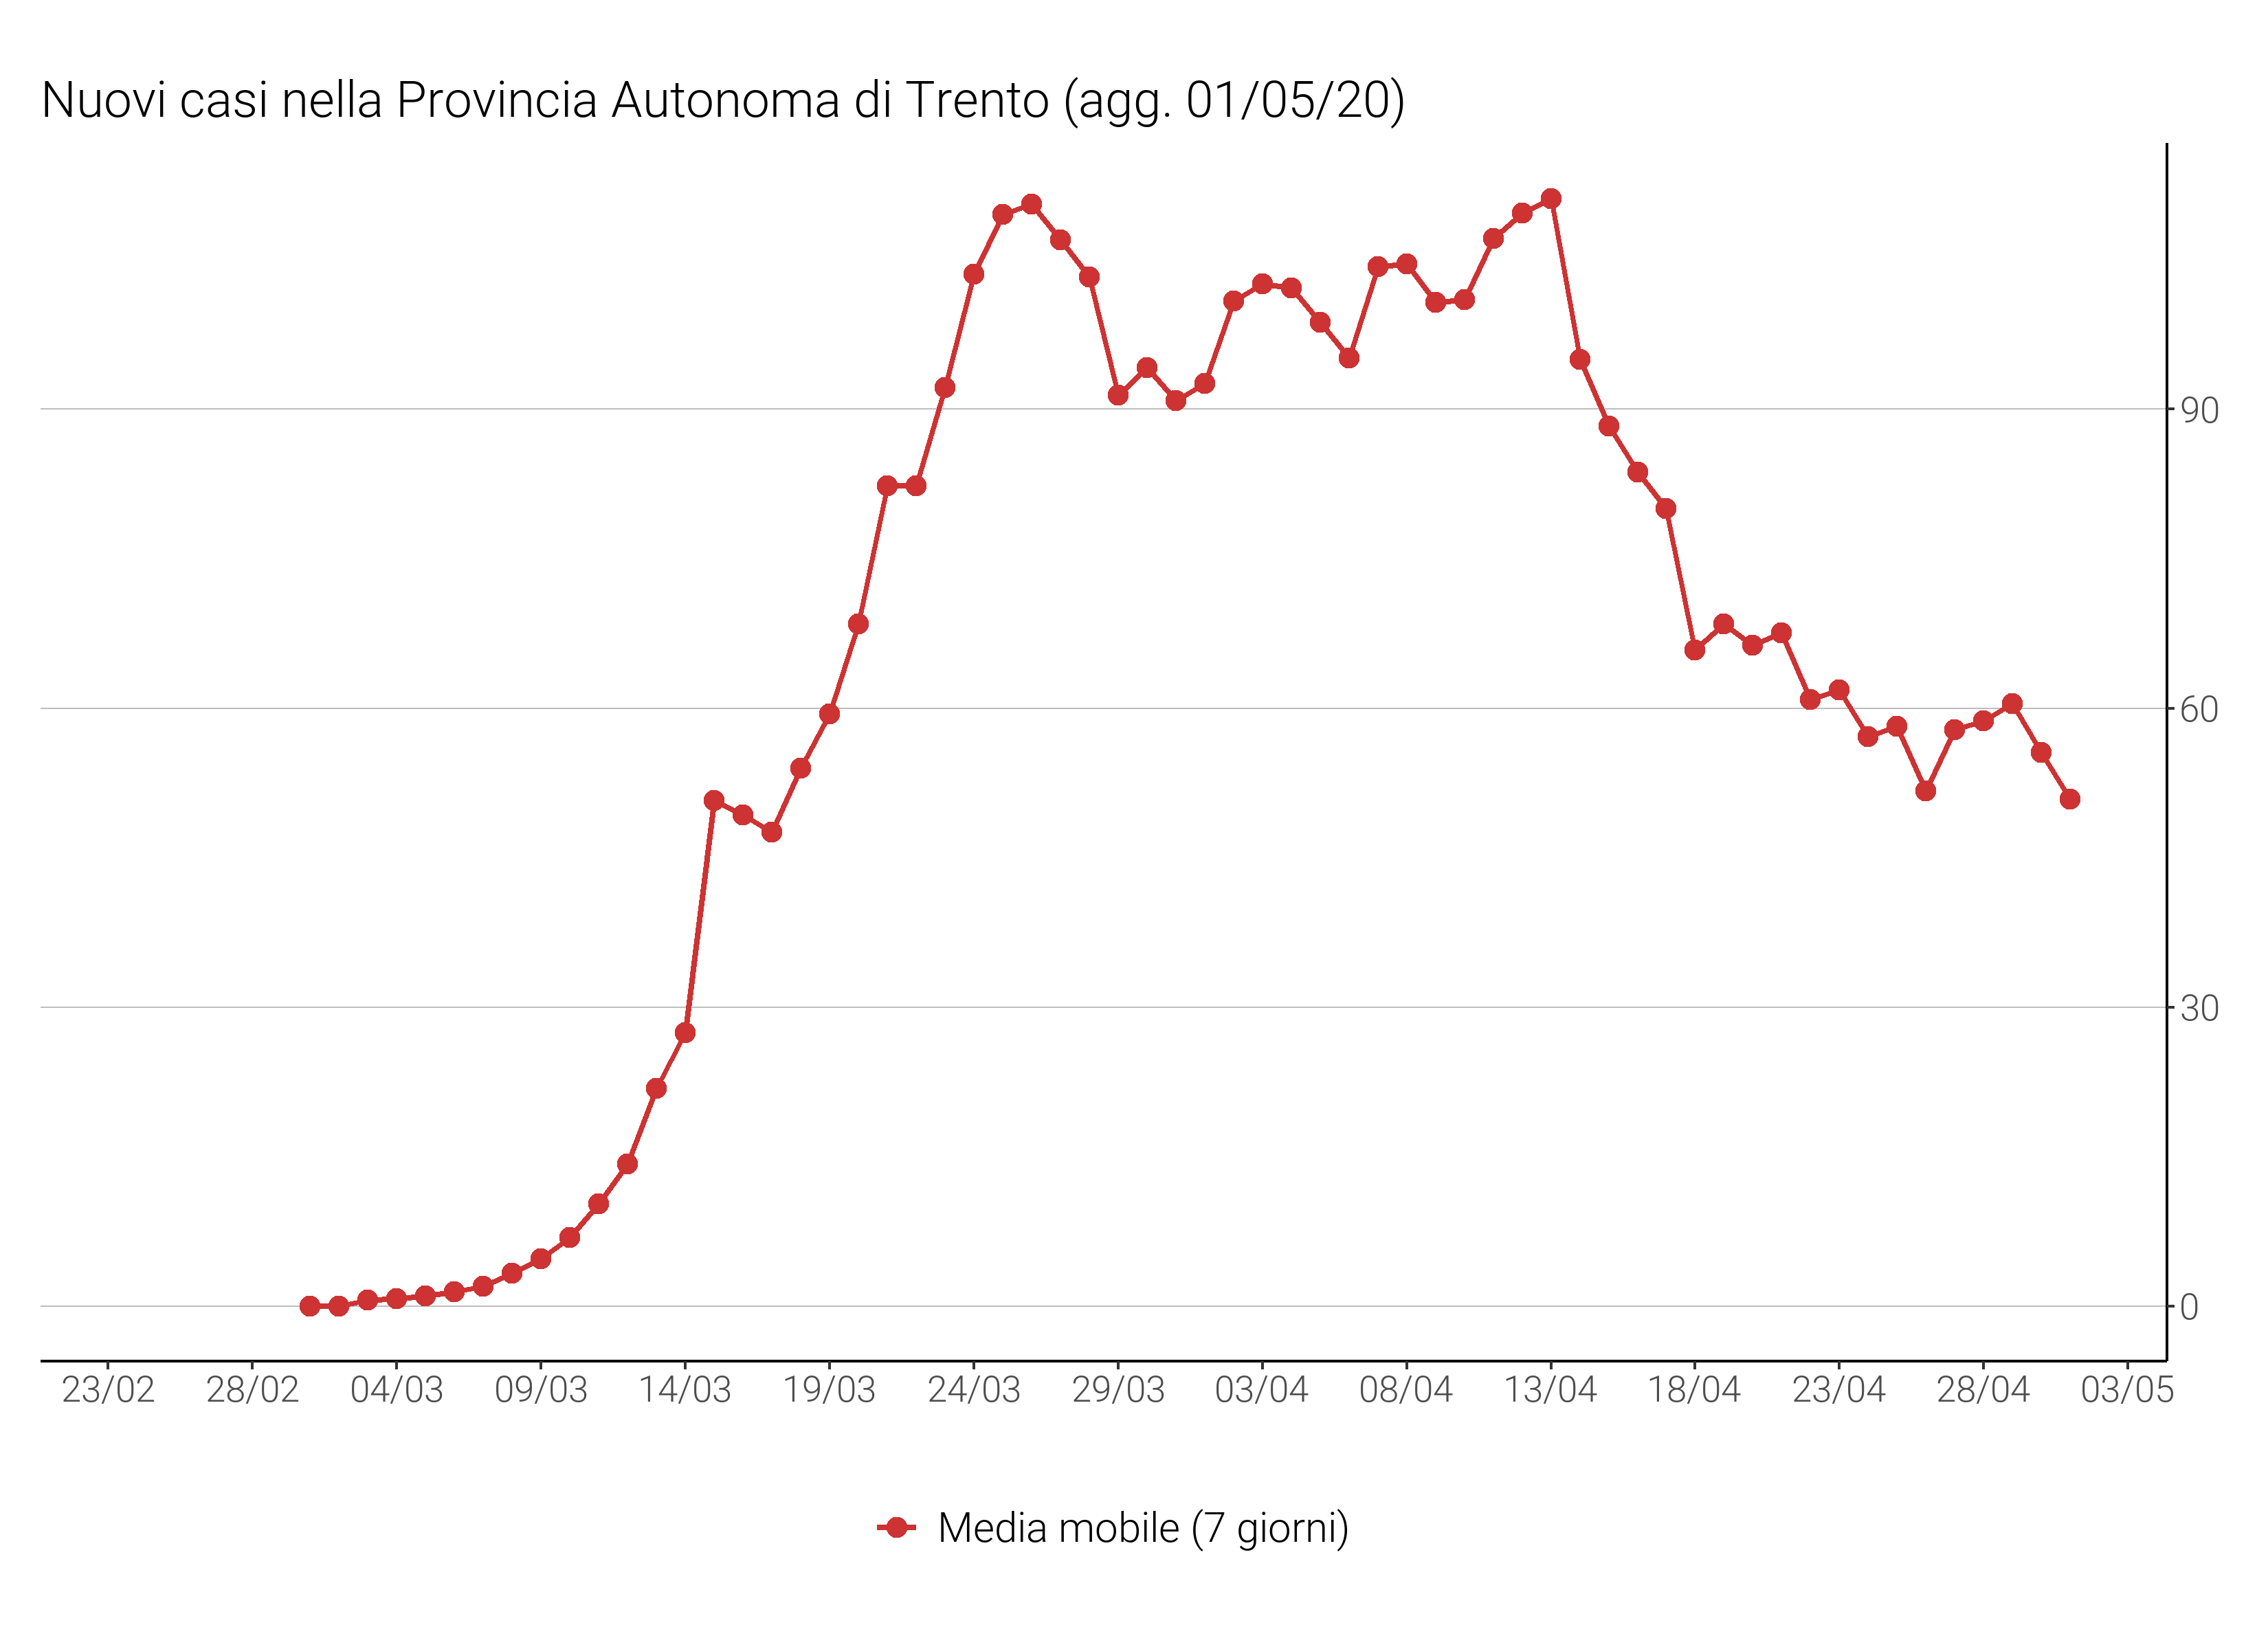 Nuovi casi nella Provincia Autonoma di Trento (agg. 01/05/20)
90
60
30
0
23/02 28/02 04/03 09/03 14/03 19/03 24/03 29/03 03/04 08/04 13/04 18/04 23/04 28/04 03/05
Media mobile (7 giorni)